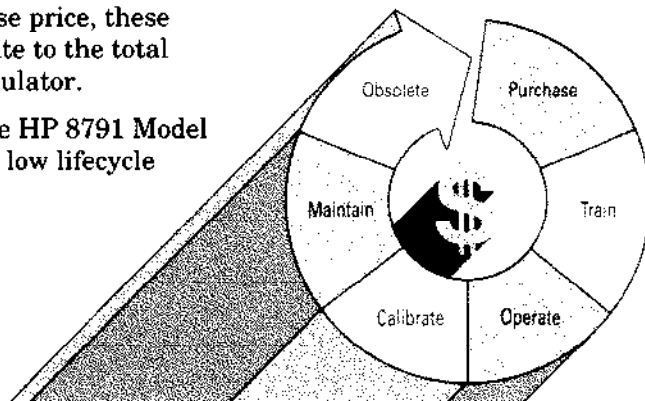 se price, these
te to the total
ulator.
e HP 8791 Model
low lifecycle
Obsolete
Purchase
Maintain
$
Train
Calibrate
Operate